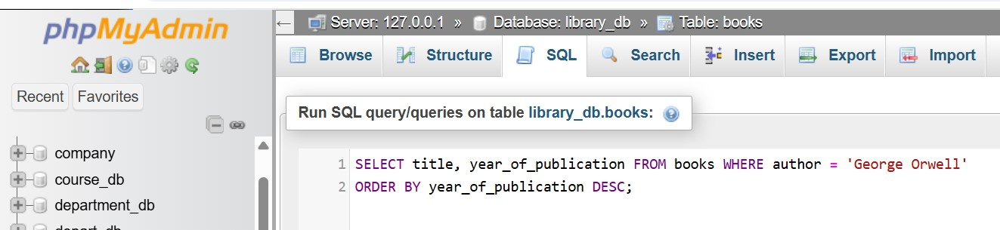 phpMyAdmin
Recent Favorites
company
course_db
department_db
depart_db
← Server: 127.0.0.1 » Database: library_db » Table: books
Browse Structure SQL Search Insert Export Import
Run SQL query/queries on table library_db.books:
1 SELECT title, year_of_publication FROM books WHERE author = 'George Orwell'
2 ORDER BY year_of_publication DESC;